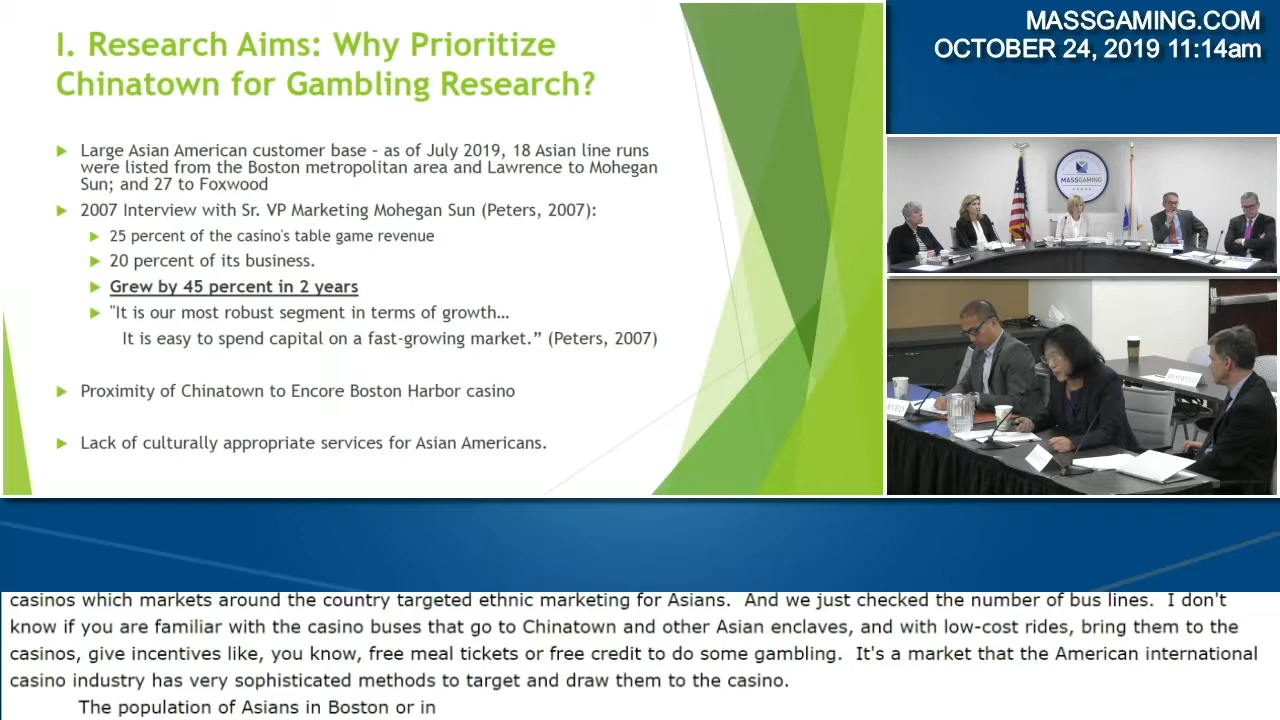 I. Research Aims: Why Prioritize
Chinatown for Gambling Research?
Large Asian American customer base – as of July 2019, 18 Asian line runs
were listed from the Boston metropolitan area and Lawrence to Mohegan
Sun; and 27 to Foxwood
2007 Interview with Sr. VP Marketing Mohegan Sun (Peters, 2007):
25 percent of the casino's table game revenue
20 percent of its business.
Grew by 45 percent in 2 years
"It is our most robust segment in terms of growth…
It is easy to spend capital on a fast-growing market.” (Peters, 2007)
Proximity of Chinatown to Encore Boston Harbor casino
Lack of culturally appropriate services for Asian Americans.
MASSGAMING.COM
OCTOBER 24, 2019 11:14am
MASSGAMING
RESERVED
RVED
casinos which markets around the country targeted ethnic marketing for Asians.  And we just checked the number of bus lines.  I don't
know if you are familiar with the casino buses that go to Chinatown and other Asian enclaves, and with low-cost rides, bring them to the
casinos, give incentives like, you know, free meal tickets or free credit to do some gambling.  It's a market that the American international
casino industry has very sophisticated methods to target and draw them to the casino.
The population of Asians in Boston or in